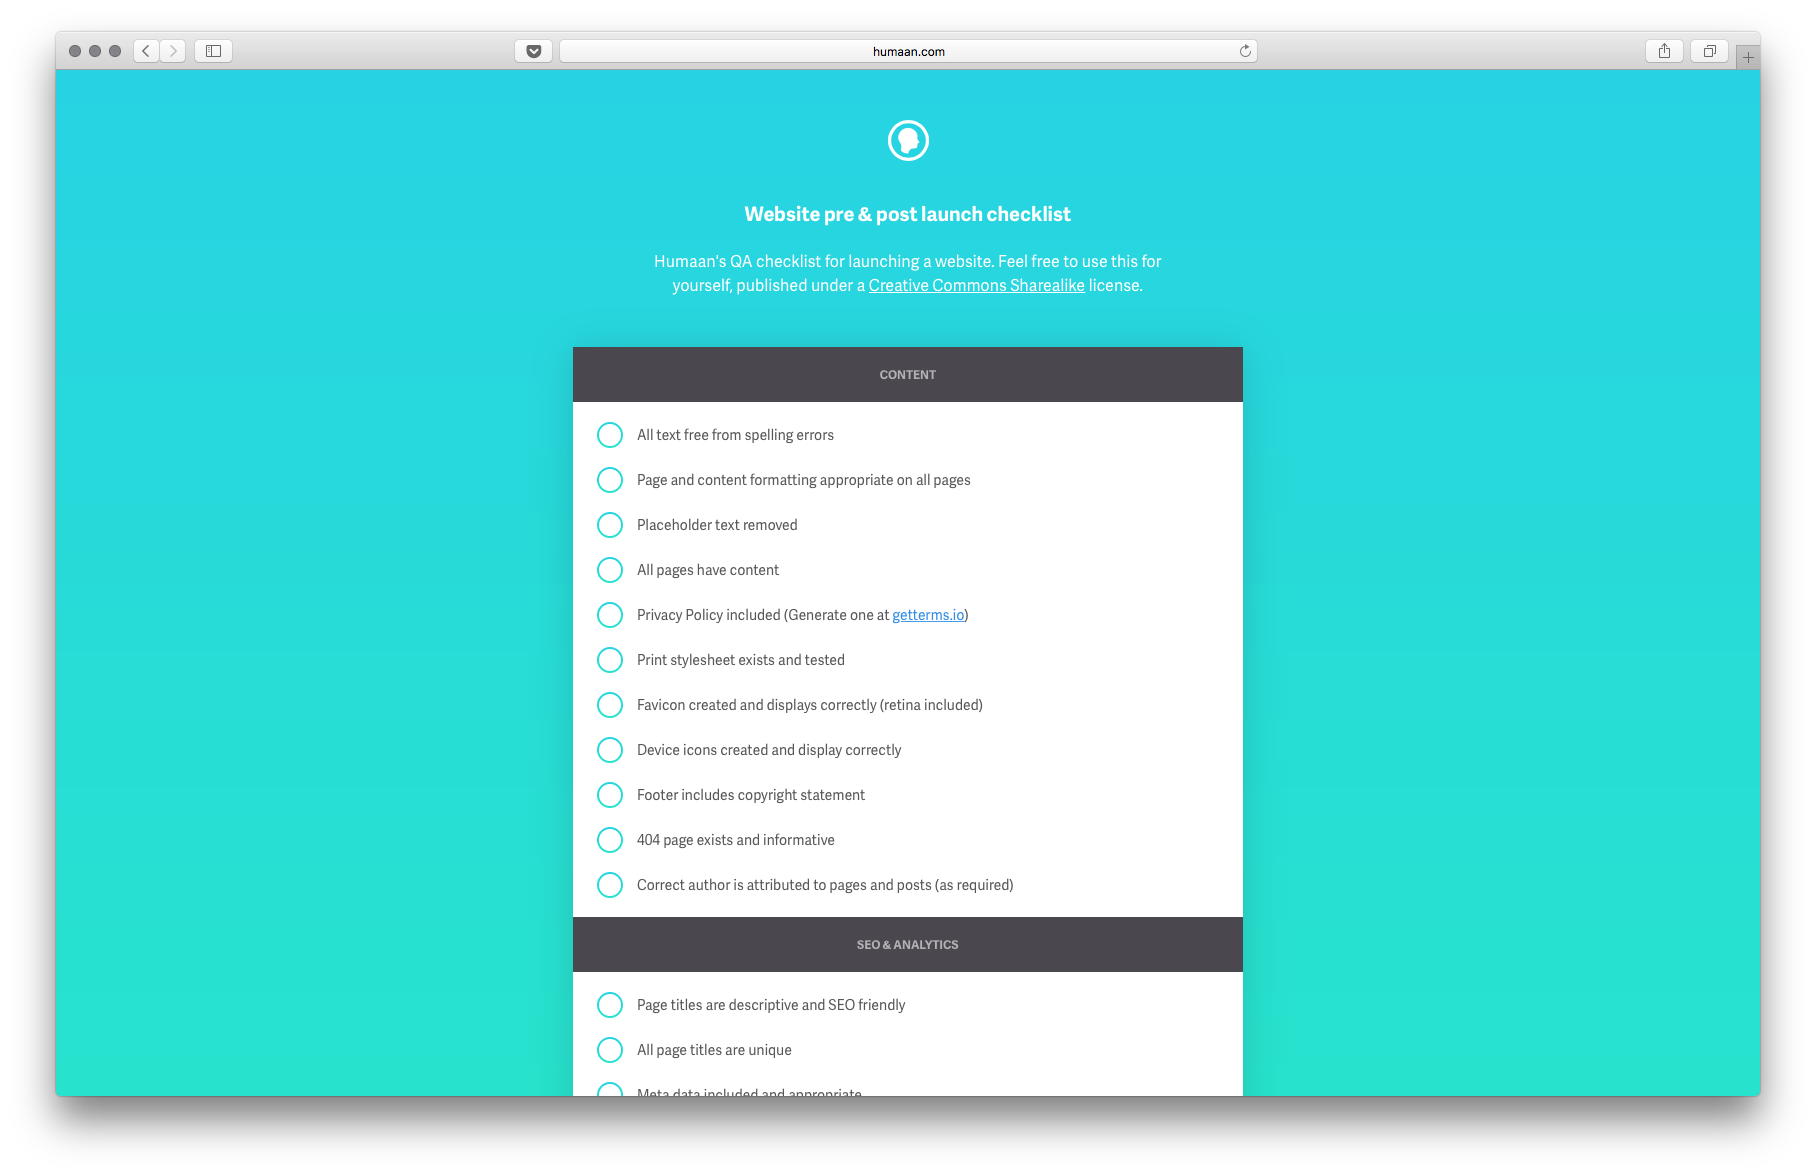 humaan.com
Website pre & post launch checklist
Humaan's QA checklist for launching a website. Feel free to use this for
yourself, published under a Creative Commons Sharealike license.
CONTENT
All text free from spelling errors
Page and content formatting appropriate on all pages
Placeholder text removed
All pages have content
Privacy Policy included (Generate one at getterms.io)
Print stylesheet exists and tested
Favicon created and displays correctly (retina included)
Device icons created and display correctly
Footer includes copyright statement
404 page exists and informative
Correct author is attributed to pages and posts (as required)
SEO & ANALYTICS
Page titles are descriptive and SEO friendly
All page titles are unique
Meta data included and appropriate